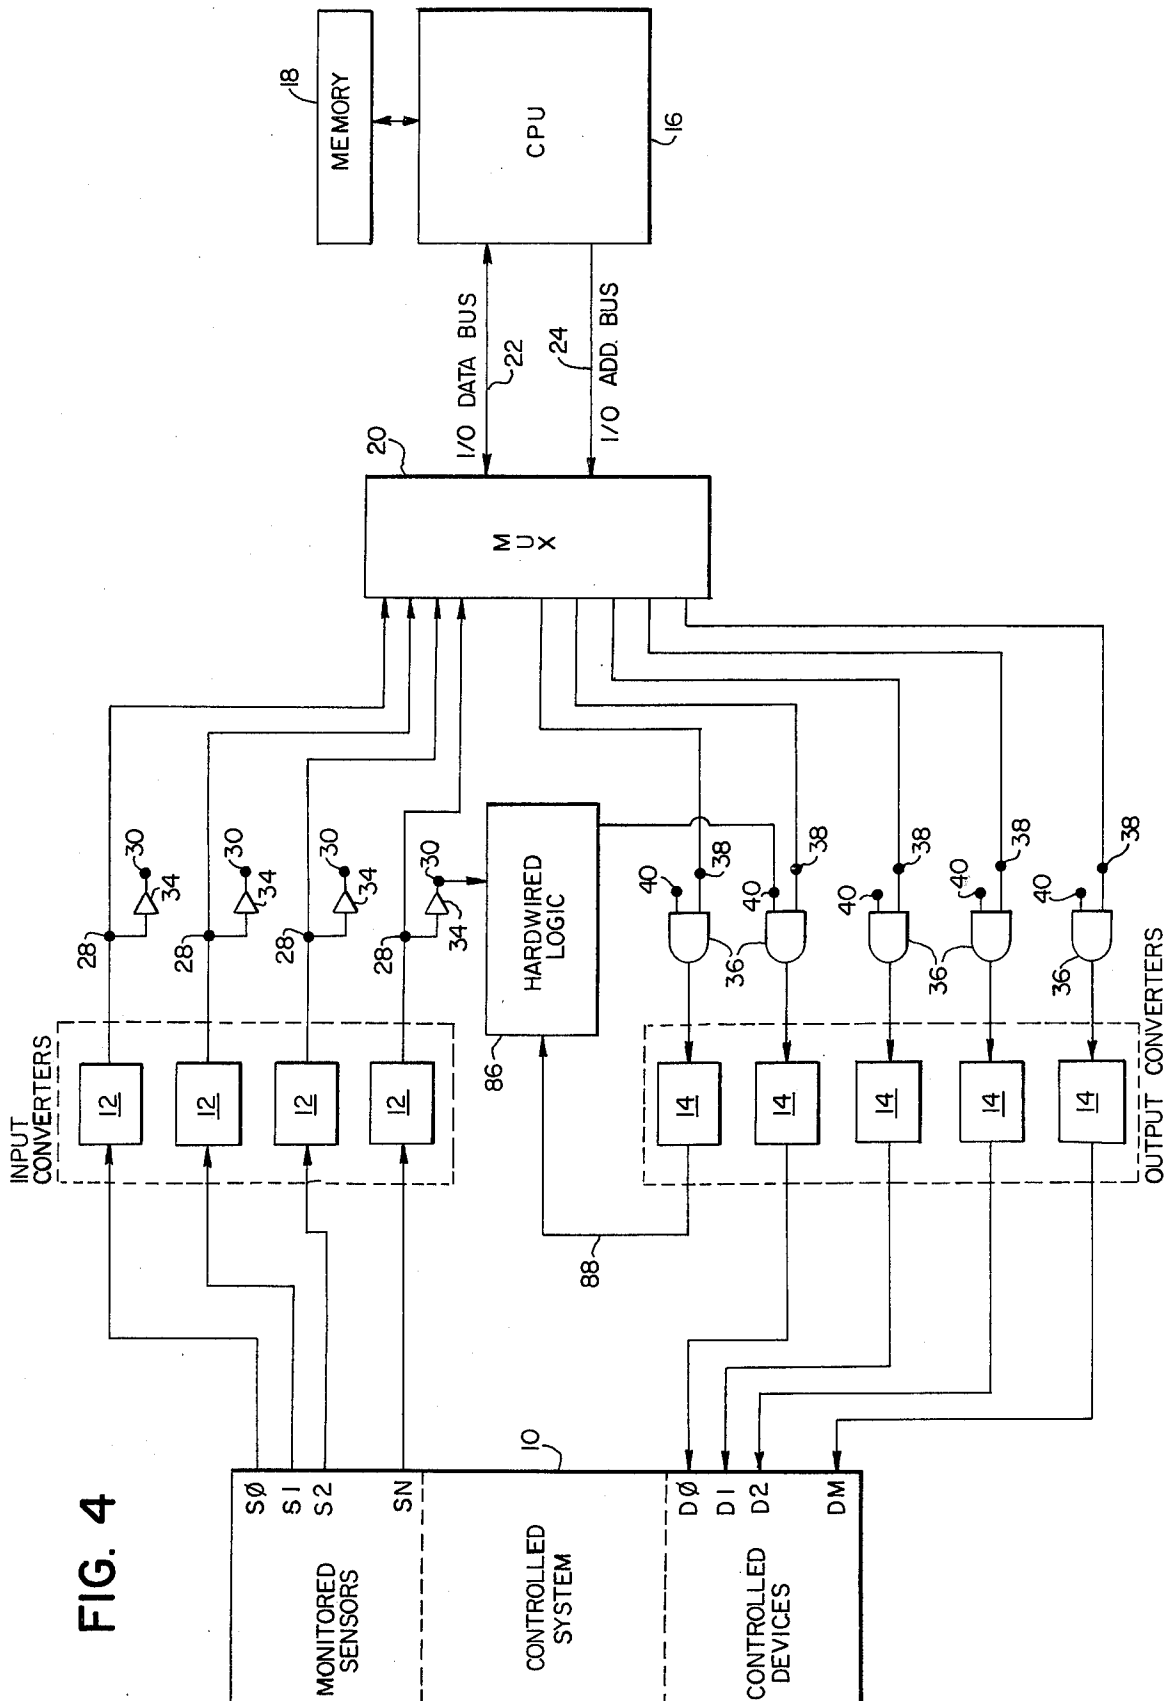 FIG. 4
MONITORED
SENSORS
SØ
S1
S2
SN
CONTROLLED
SYSTEM
10
CONTROLLED
DEVICES
DØ
D1
D2
DM
INPUT
CONVERTERS
12
12
12
12
28
28
28
28
34
34
34
34
30
30
30
30
86
HARDWIRED
LOGIC
88
14
14
14
14
14
OUTPUT CONVERTERS
36
36
36
40
40
40
40
40
38
38
38
38
38
20
MUX
I/O DATA BUS
22
24
I/O ADD. BUS
18
MEMORY
CPU
16